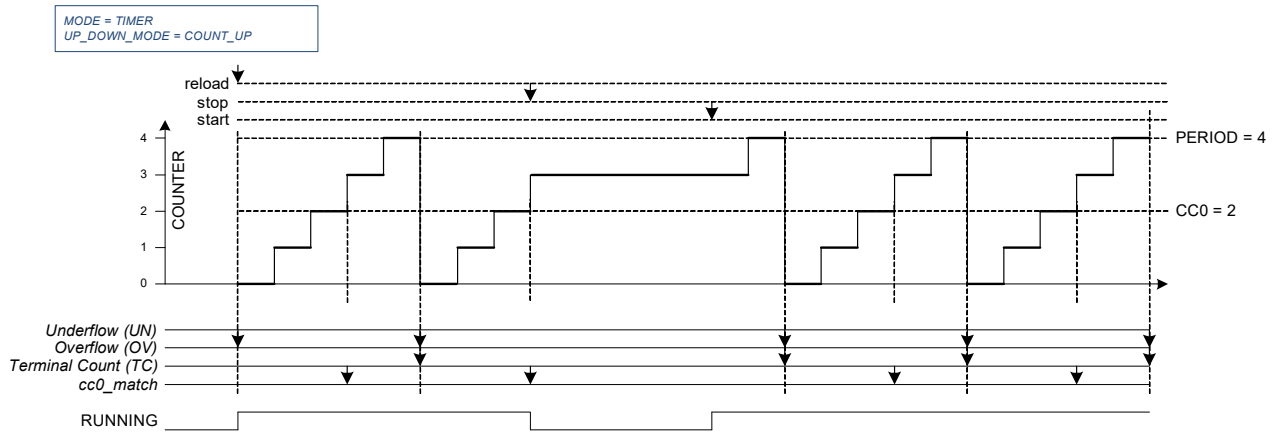 MODE = TIMER
UP_DOWN_MODE = COUNT_UP
reload
stop
start
4
3
2
1
0
COUNTER
PERIOD = 4
CC0 = 2
Underflow (UN)
Overflow (OV)
Terminal Count (TC)
cc0_match
RUNNING